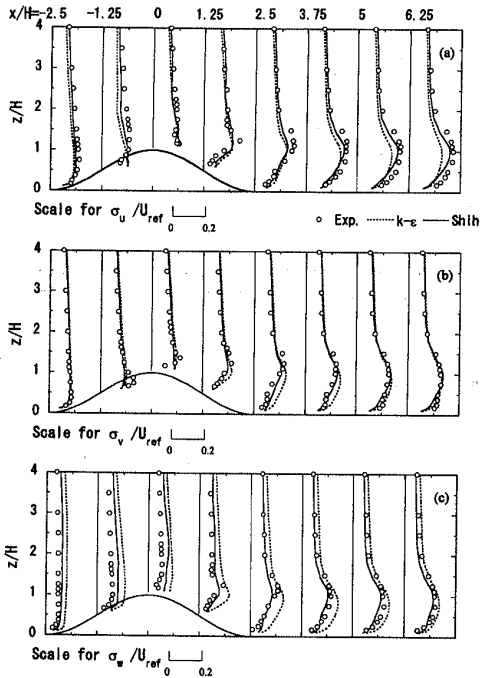 x/H=-2.5 -1.25 0 1.25 2.5 3.75 5 6.25
(a)
z/H
4
3
2
1
0
Scale for σu /Uref
0 0.2
Exp. k-ε Shih
(b)
z/H
4
3
2
1
0
Scale for σv /Uref
0 0.2
(c)
z/H
4
3
2
1
0
Scale for σw /Uref
0 0.2